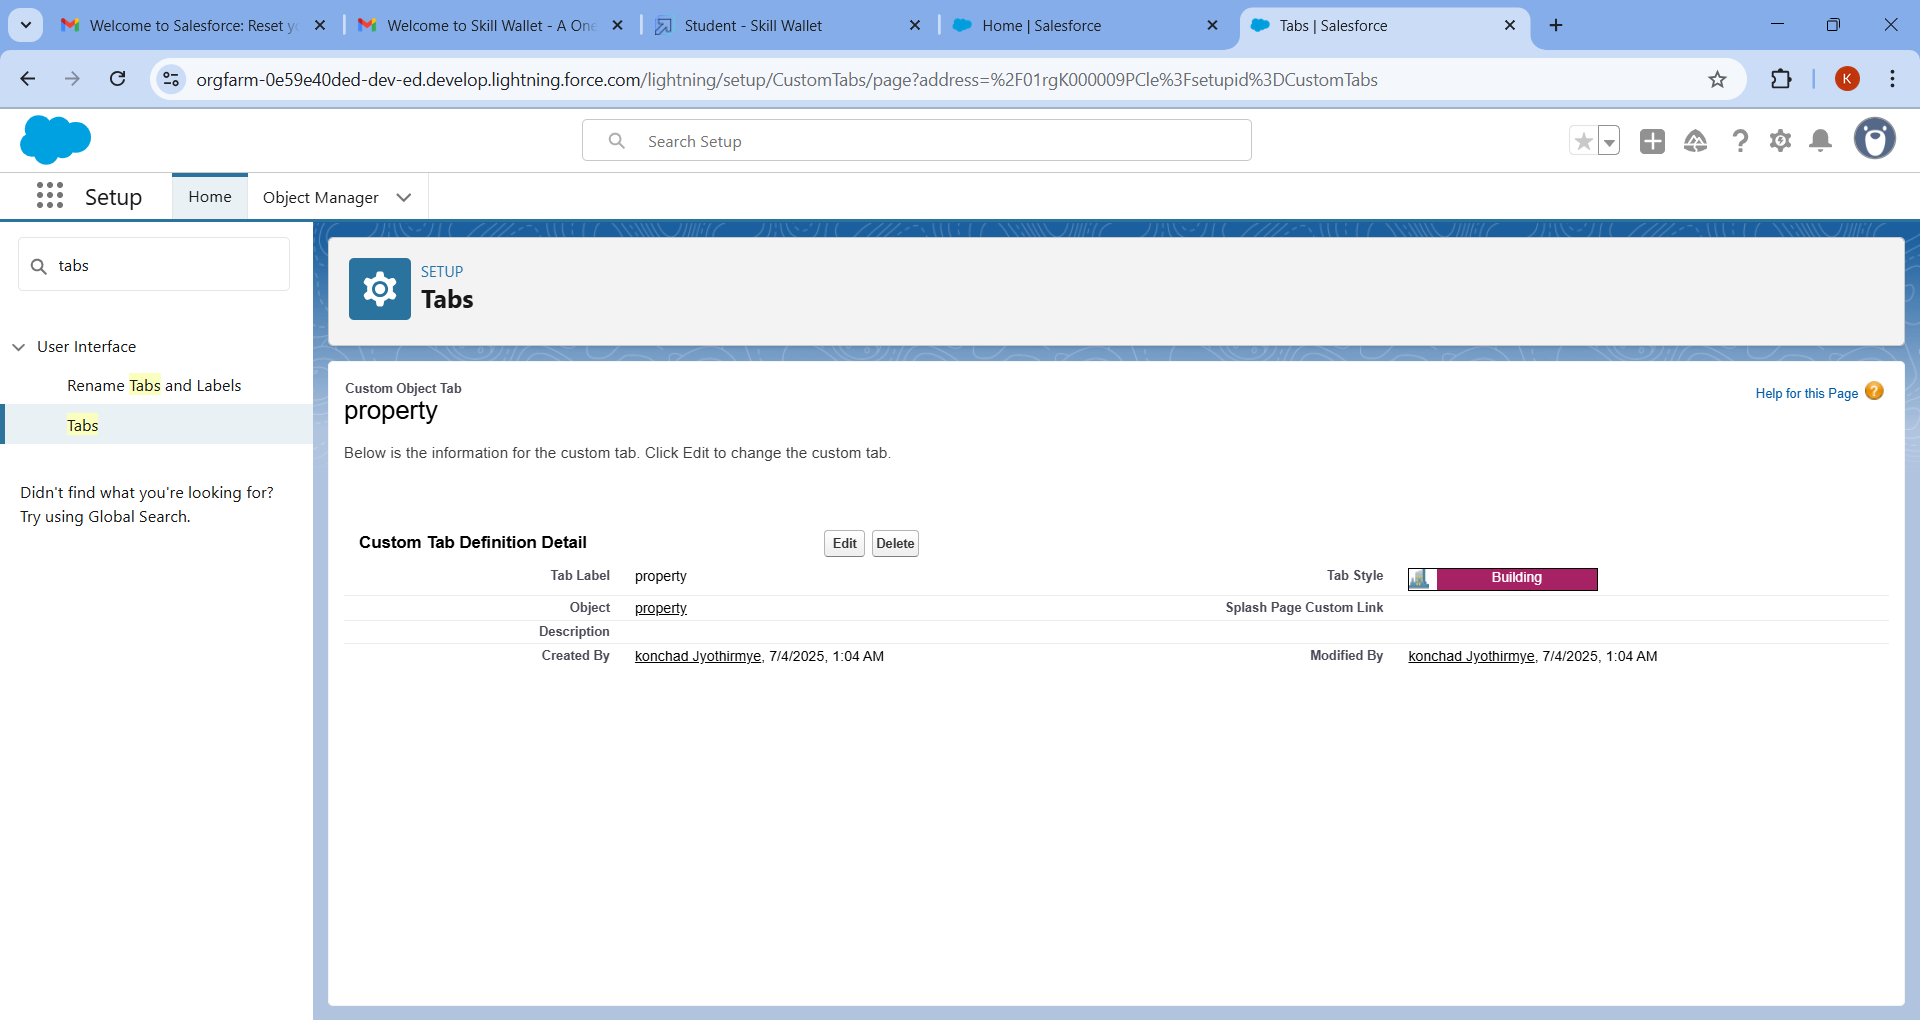 Welcome to Salesforce: Reset yo
Welcome to Skill Wallet - A One
Student - Skill Wallet
Home | Salesforce
Tabs | Salesforce
orgfarm-0e59e40ded-dev-ed.develop.lightning.force.com/lightning/setup/CustomTabs/page?address=%2F01rgK000009PCle%3Fsetupid%3DCustomTabs
K
Search Setup
Setup
Home
Object Manager
tabs
User Interface
Rename Tabs and Labels
Tabs
Didn't find what you're looking for?
Try using Global Search.
SETUP
Tabs
Custom Object Tab
property
Help for this Page
Below is the information for the custom tab. Click Edit to change the custom tab.
Custom Tab Definition Detail
Edit
Delete
Tab Label property
Tab Style Building
Object property
Splash Page Custom Link
Description
Created By konchad Jyothirmye, 7/4/2025, 1:04 AM
Modified By konchad Jyothirmye, 7/4/2025, 1:04 AM